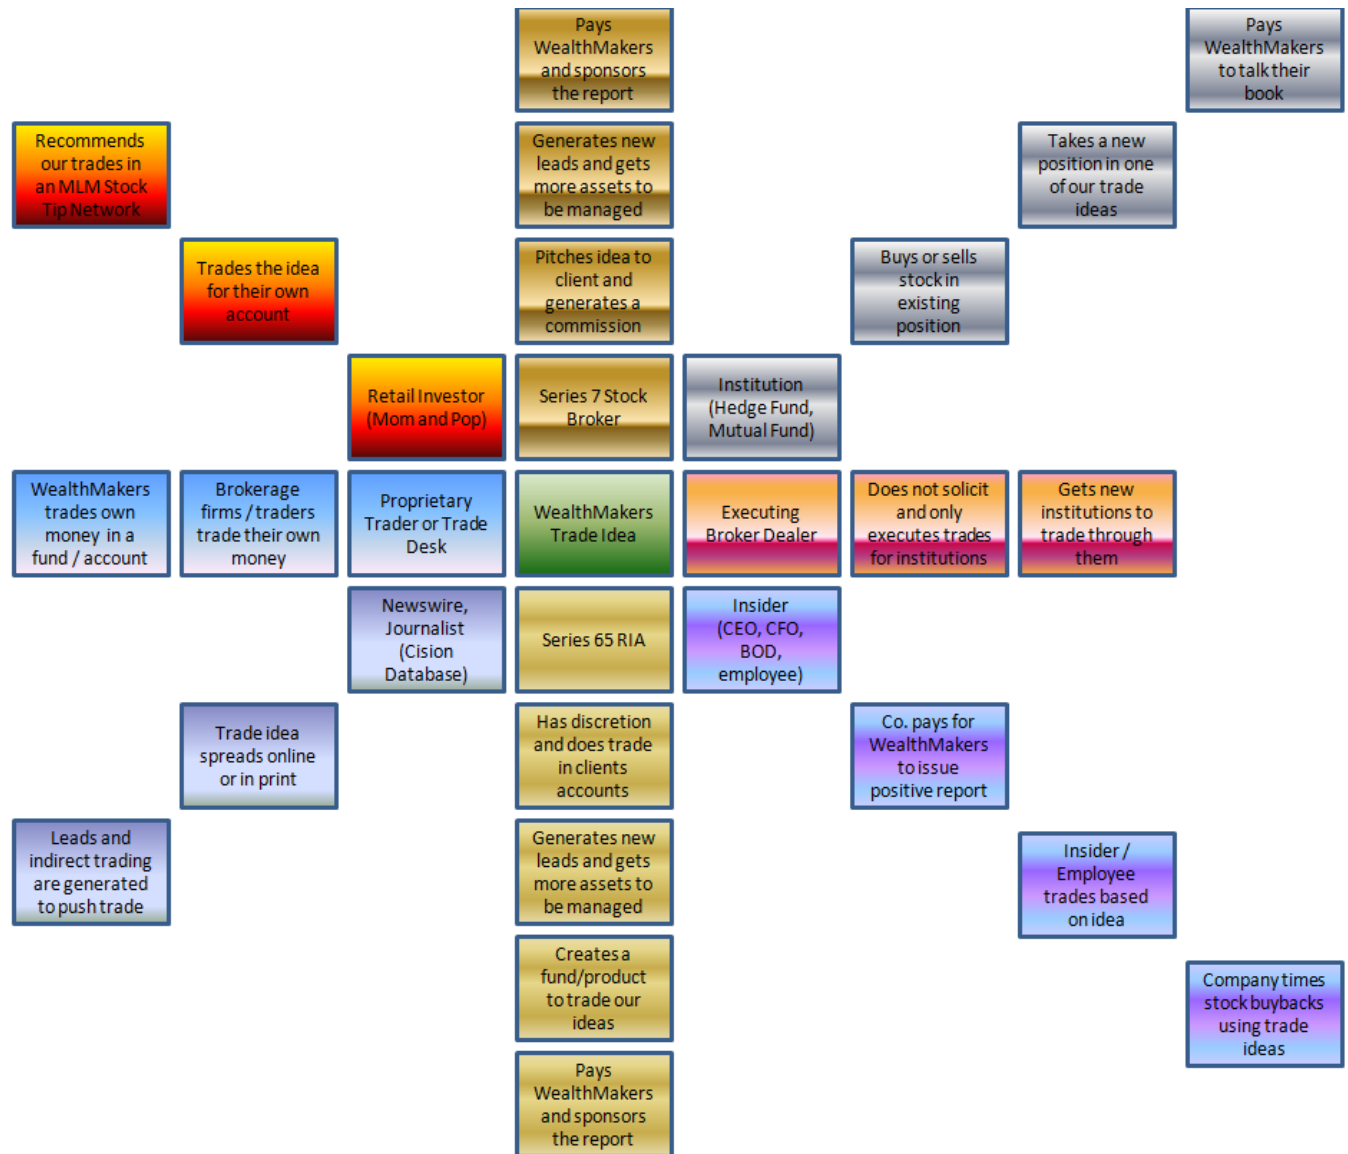 Pays
WealthMakers
and sponsors
the report
Pays
WealthMakers
to talk their
book
Recommends
our trades in
an MLM Stock
Tip Network
Generates new
leads and gets
more assets to
be managed
Takes a new
position in one
of our trade
ideas
Trades the idea
for their own
account
Pitches idea to
client and
generates a
commission
Buys or sells
stock in
existing
position
Retail Investor
(Mom and Pop)
Series 7 Stock
Broker
Institution
(Hedge Fund,
Mutual Fund)
WealthMakers
trades own
money in a
fund / account
Brokerage
firms / traders
trade their own
money
Proprietary
Trader or Trade
Desk
WealthMakers
Trade Idea
Executing
Broker Dealer
Does not solicit
and only
executes trades
for institutions
Gets new
institutions to
trade through
them
Newswire,
Journalist
(Cision
Database)
Series 65 RIA
Insider
(CEO, CFO,
BOD,
employee)
Trade idea
spreads online
or in print
Has discretion
and does trade
in clients
accounts
Co. pays for
WealthMakers
to issue
positive report
Leads and
indirect trading
are generated
to push trade
Generates new
leads and gets
more assets to
be managed
Insider /
Employee
trades based
on idea
Creates a
fund/product
to trade our
ideas
Company times
stock buybacks
using trade
ideas
Pays
WealthMakers
and sponsors
the report